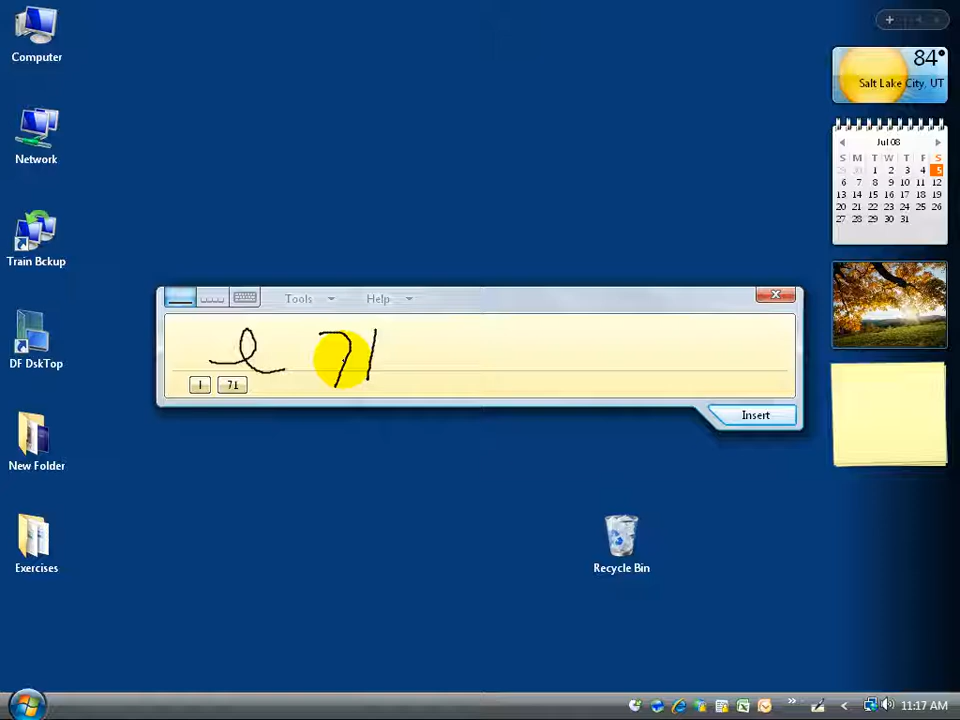 Computer
84°
Salt Lake City, UT
Jul 08
S M T W T F S
29 30 1 2 3 4 5
6 7 8 9 10 11 12
13 14 15 16 17 18 19
20 21 22 23 24 25 26
27 28 29 30 31
Network
Train Bckup
Tools Help
l 71
l 71
Insert
DF DskTop
New Folder
Exercises
Recycle Bin
11:17 AM